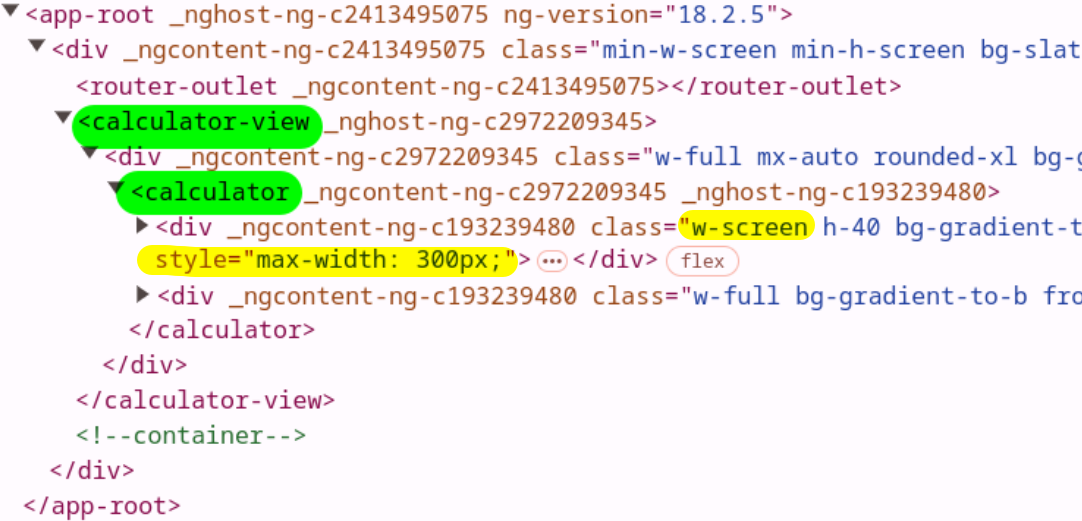 <app-root _nghost-ng-c2413495075 ng-version="18.2.5">
<div _ngcontent-ng-c2413495075 class="min-w-screen min-h-screen bg-slat
<router-outlet _ngcontent-ng-c2413495075></router-outlet>
<calculator-view _nghost-ng-c2972209345>
<div _ngcontent-ng-c2972209345 class="w-full mx-auto rounded-xl bg-g
<calculator _ngcontent-ng-c2972209345 _nghost-ng-c193239480>
<div _ngcontent-ng-c193239480 class="w-screen h-40 bg-gradient-t
style="max-width: 300px;"> ••• </div> flex
<div _ngcontent-ng-c193239480 class="w-full bg-gradient-to-b fro
</calculator>
</div>
</calculator-view>
<!--container-->
</div>
</app-root>